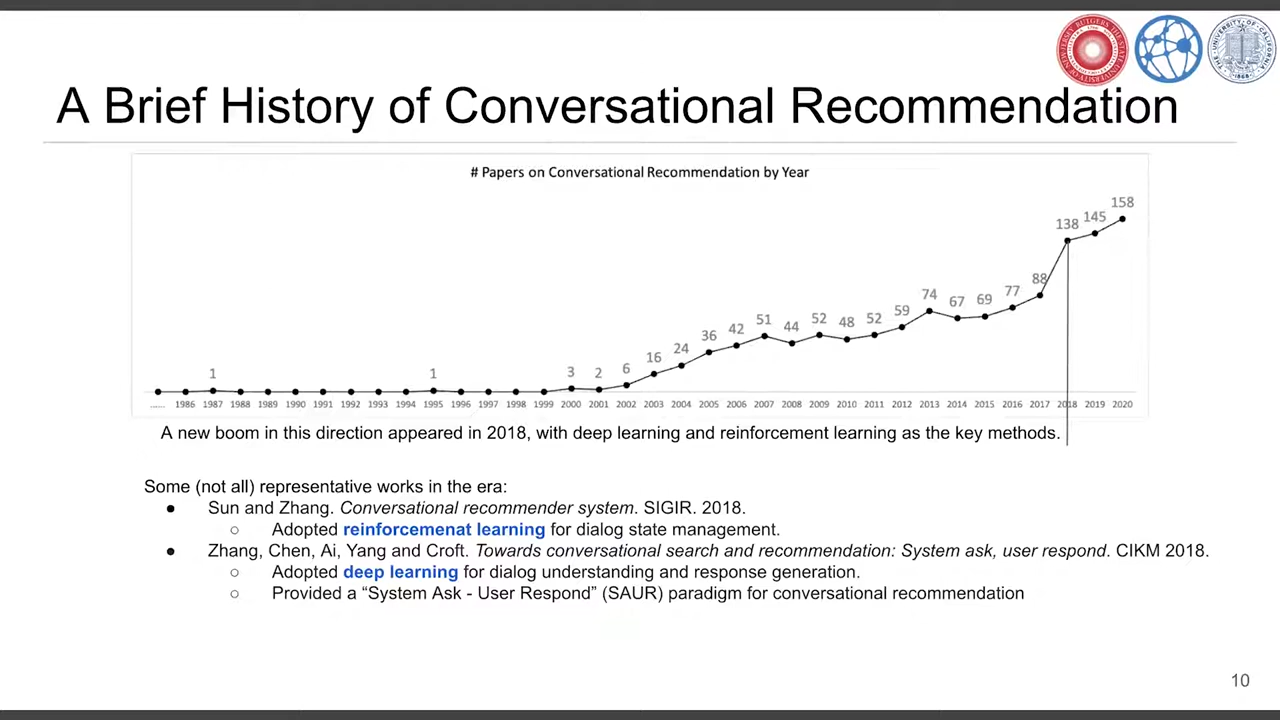 A Brief History of Conversational Recommendation
# Papers on Conversational Recommendation by Year
1 1 3 2 6 16 24 36 42 51 44 52 48 52 59 74 67 69 77 88 138 145 158
...... 1986 1987 1988 1989 1990 1991 1992 1993 1994 1995 1996 1997 1998 1999 2000 2001 2002 2003 2004 2005 2006 2007 2008 2009 2010 2011 2012 2013 2014 2015 2016 2017 2018 2019 2020
A new boom in this direction appeared in 2018, with deep learning and reinforcement learning as the key methods.
Some (not all) representative works in the era:
● Sun and Zhang. Conversational recommender system. SIGIR. 2018.
○ Adopted reinforcemenat learning for dialog state management.
● Zhang, Chen, Ai, Yang and Croft. Towards conversational search and recommendation: System ask, user respond. CIKM 2018.
○ Adopted deep learning for dialog understanding and response generation.
○ Provided a “System Ask - User Respond” (SAUR) paradigm for conversational recommendation
10